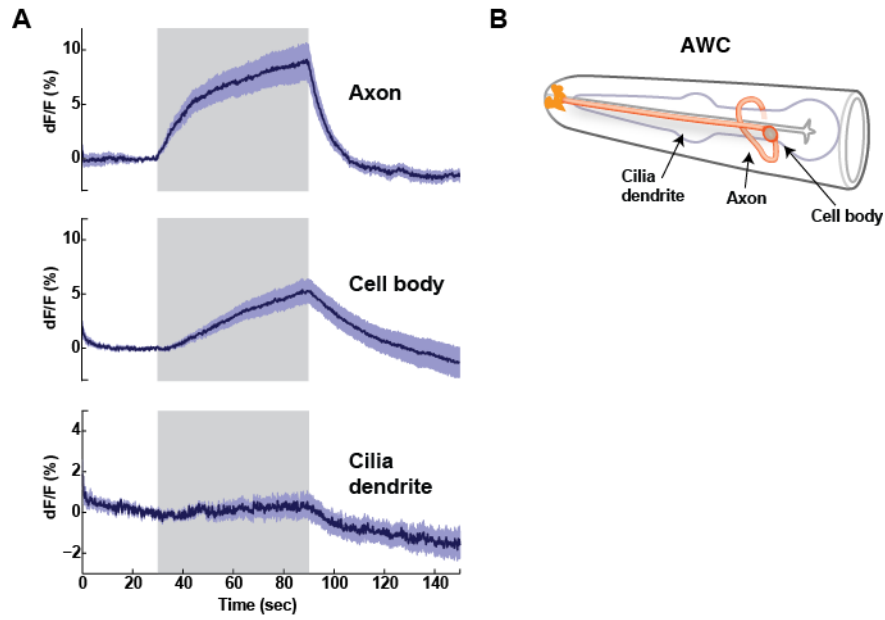 A
dF/F (%)
10
5
0
Axon
dF/F (%)
10
5
0
Cell body
dF/F (%)
4
2
0
−2
Cilia
dendrite
0
20
40
60
80
100
120
140
Time (sec)
B
AWC
Cilia
dendrite
Axon
Cell body